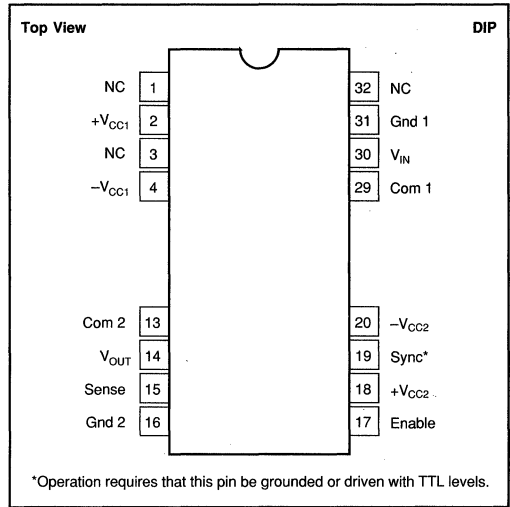 Top View DIP
NC 1 32 NC
+VCC1 2 31 Gnd 1
NC 3 30 VIN
–VCC1 4 29 Com 1
Com 2 13 20 –VCC2
VOUT 14 19 Sync*
Sense 15 18 +VCC2
Gnd 2 16 17 Enable
*Operation requires that this pin be grounded or driven with TTL levels.